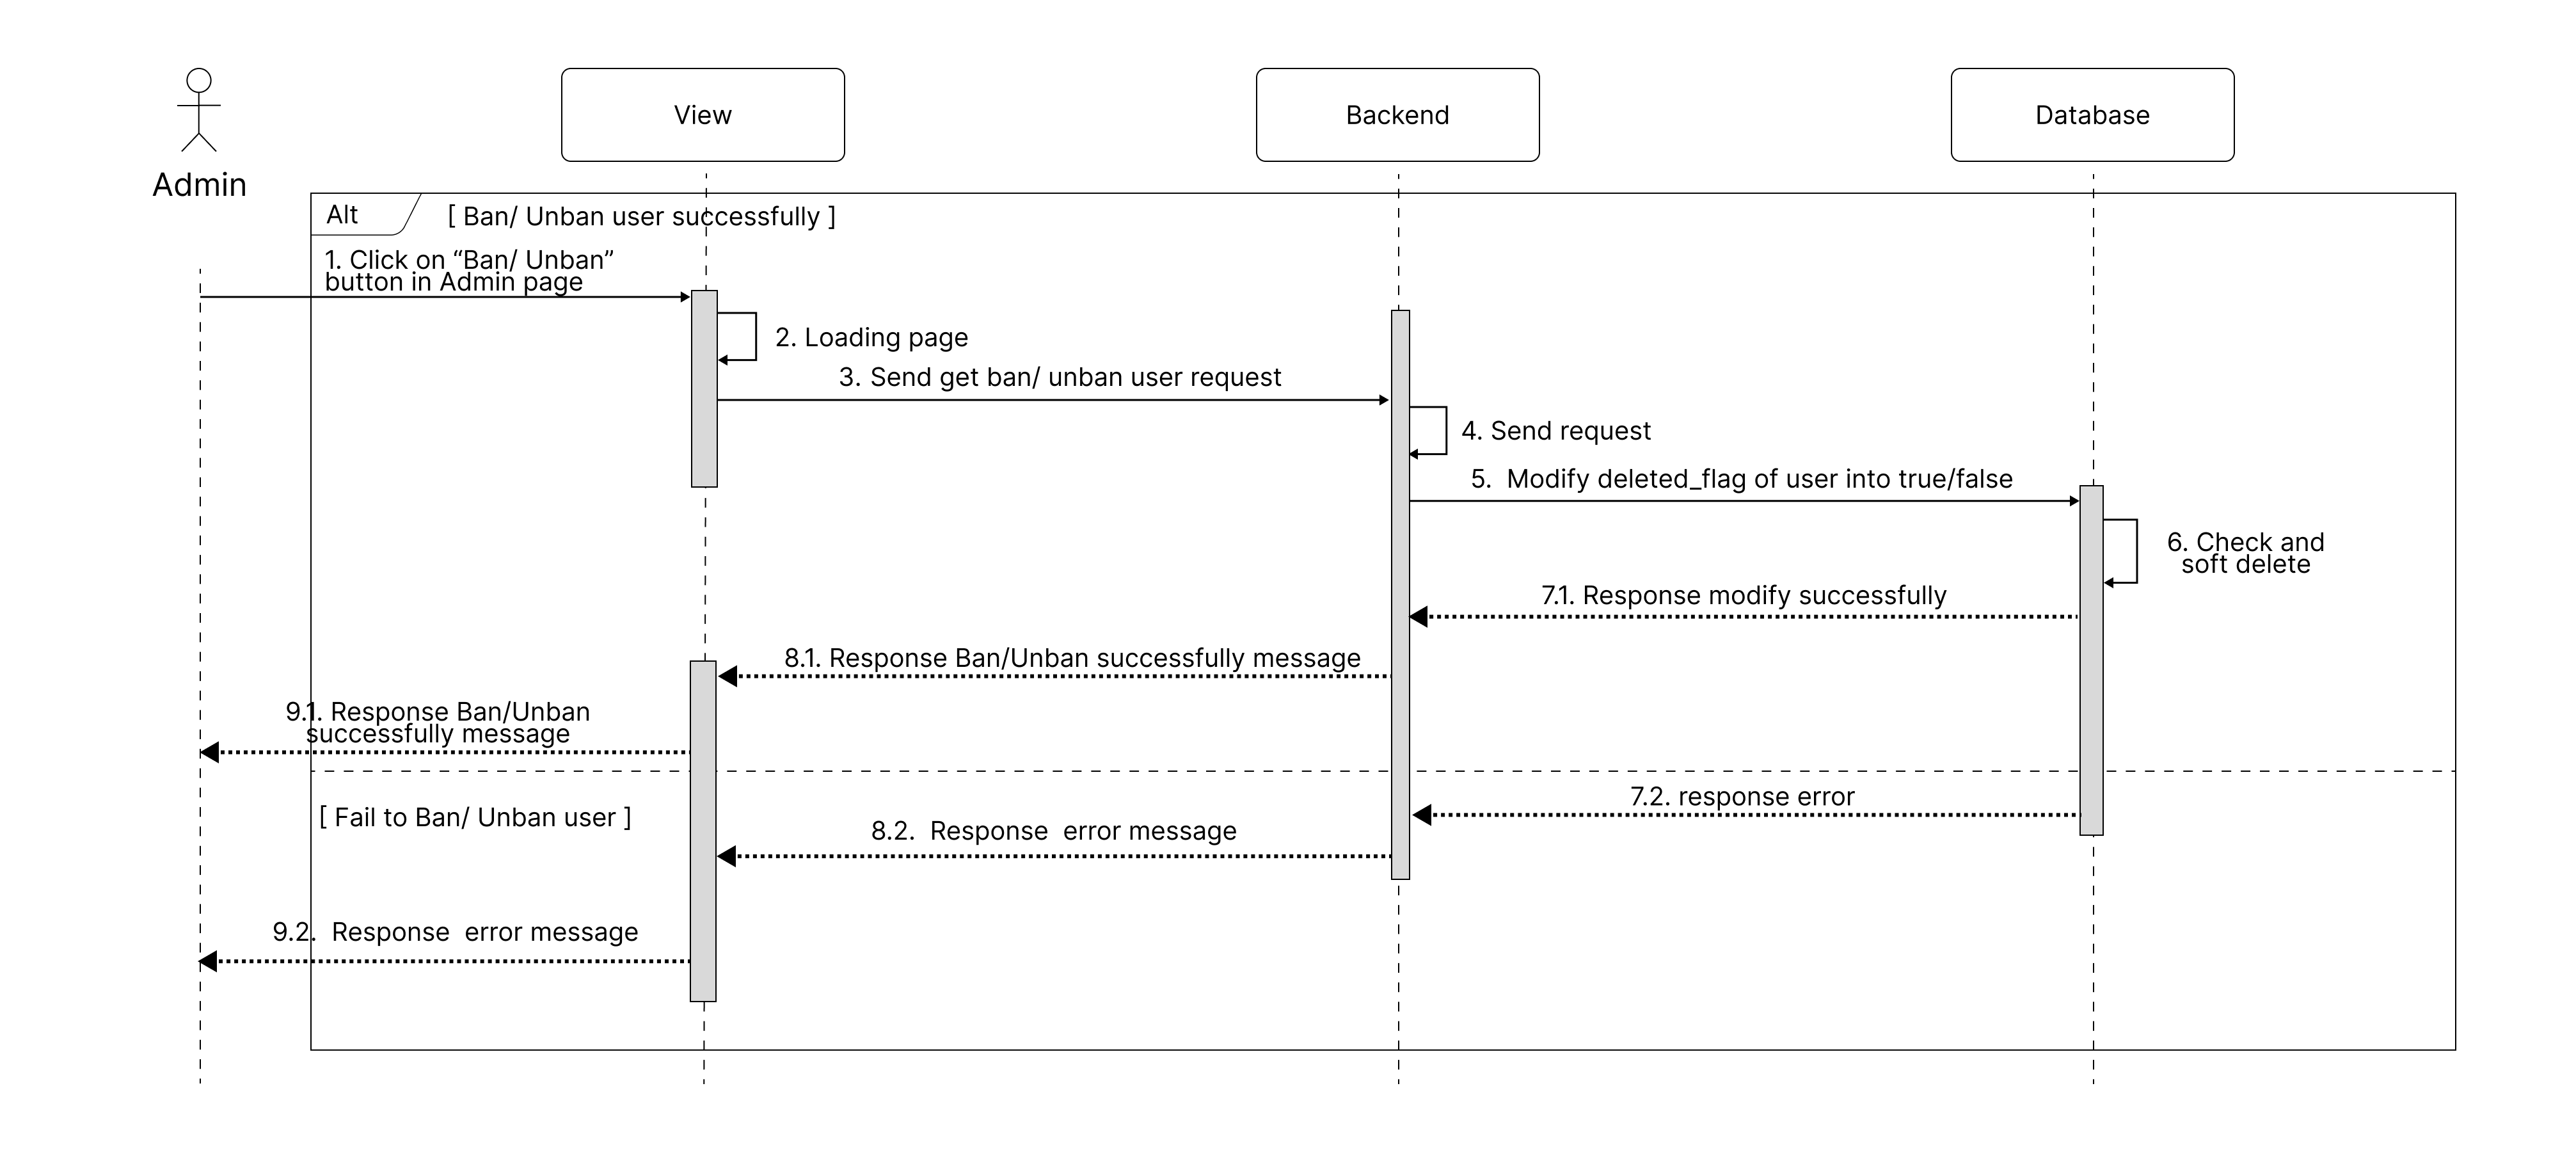 Admin
View
Backend
Database
Alt
[ Ban/ Unban user successfully ]
1. Click on “Ban/ Unban”
button in Admin page
2. Loading page
3. Send get ban/ unban user request
4. Send request
5. Modify deleted_flag of user into true/false
6. Check and
soft delete
7.1. Response modify successfully
8.1. Response Ban/Unban successfully message
9.1. Response Ban/Unban
successfully message
[ Fail to Ban/ Unban user ]
7.2. response error
8.2. Response error message
9.2. Response error message